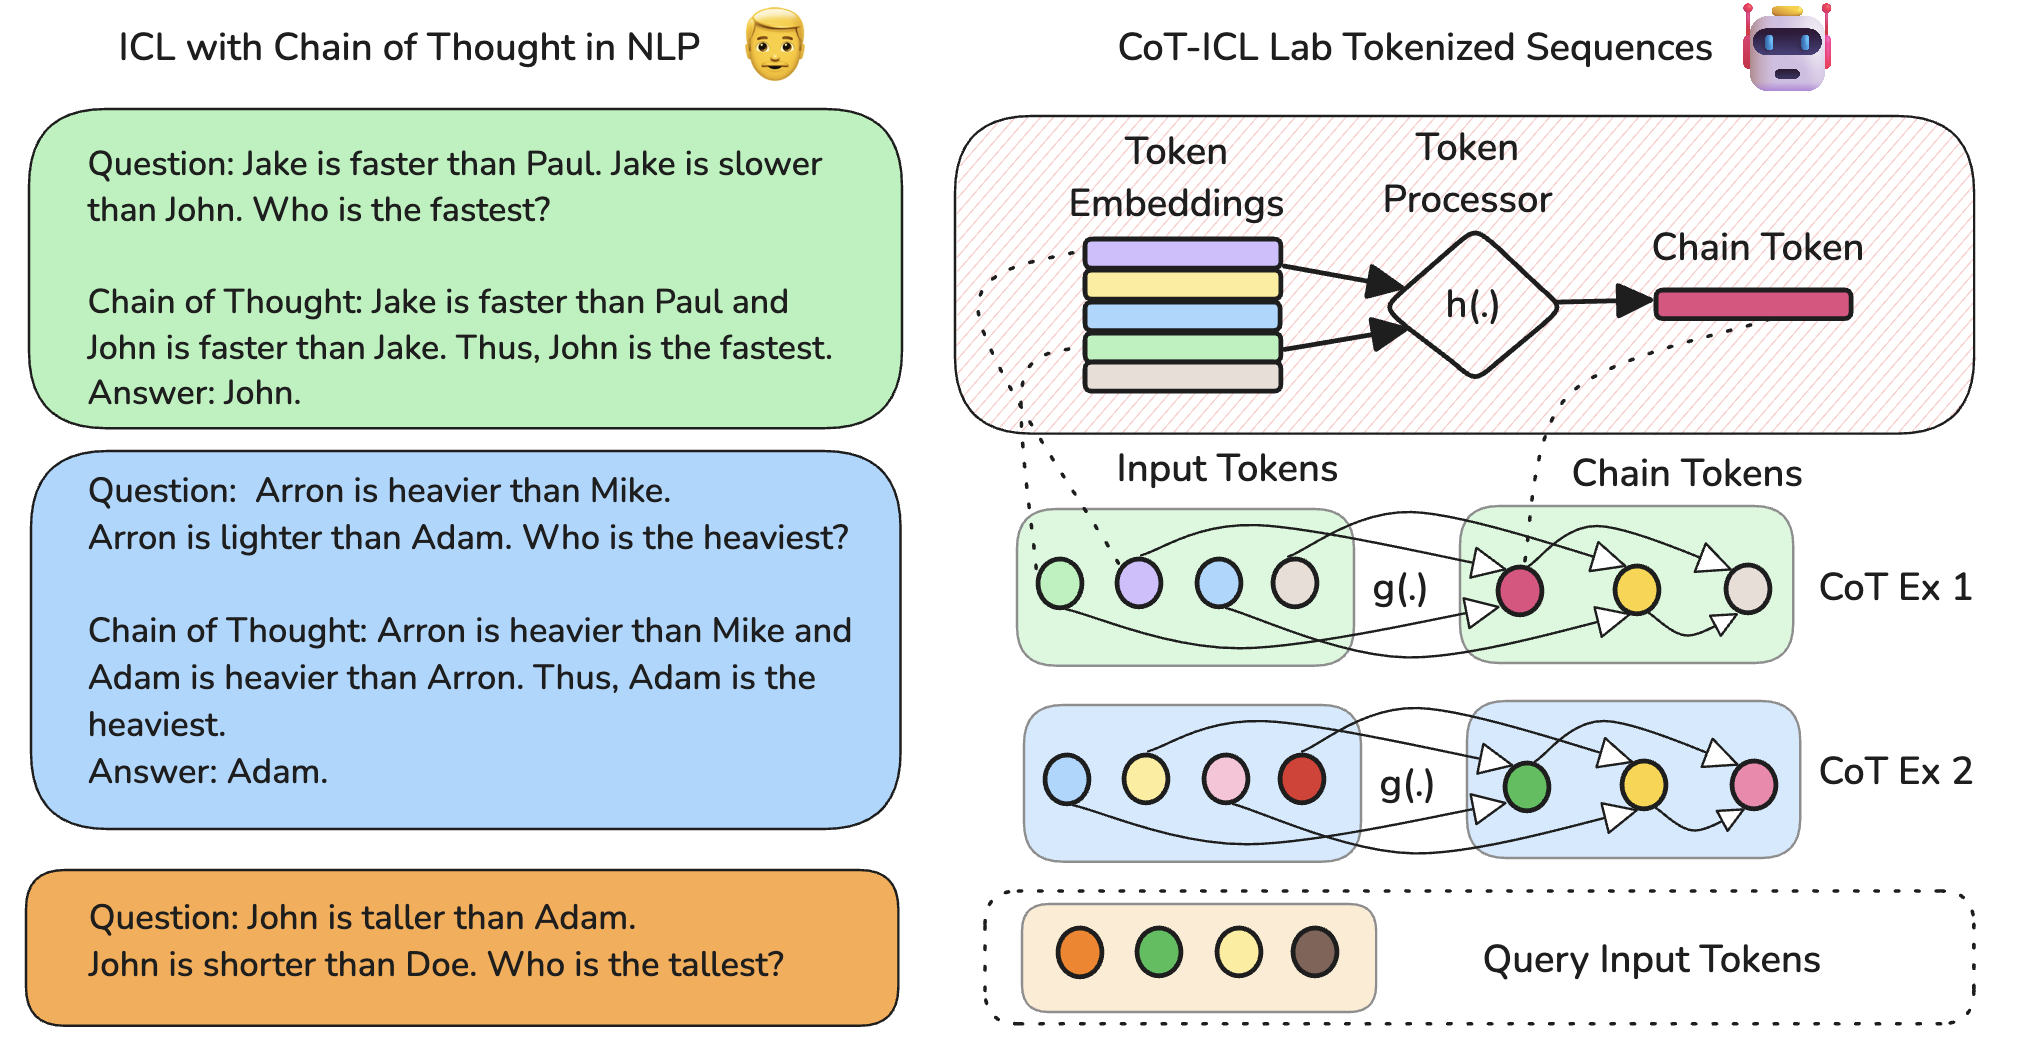 ICL with Chain of Thought in NLP
Question: Jake is faster than Paul. Jake is slower
than John. Who is the fastest?
Chain of Thought: Jake is faster than Paul and
John is faster than Jake. Thus, John is the fastest.
Answer: John.
Question:  Arron is heavier than Mike.
Arron is lighter than Adam. Who is the heaviest?
Chain of Thought: Arron is heavier than Mike and
Adam is heavier than Arron. Thus, Adam is the
heaviest.
Answer: Adam.
Question: John is taller than Adam.
John is shorter than Doe. Who is the tallest?
CoT-ICL Lab Tokenized Sequences
Token
Embeddings
Token
Processor
h(.)
Chain Token
Input Tokens
Chain Tokens
g(.)
CoT Ex 1
g(.)
CoT Ex 2
Query Input Tokens